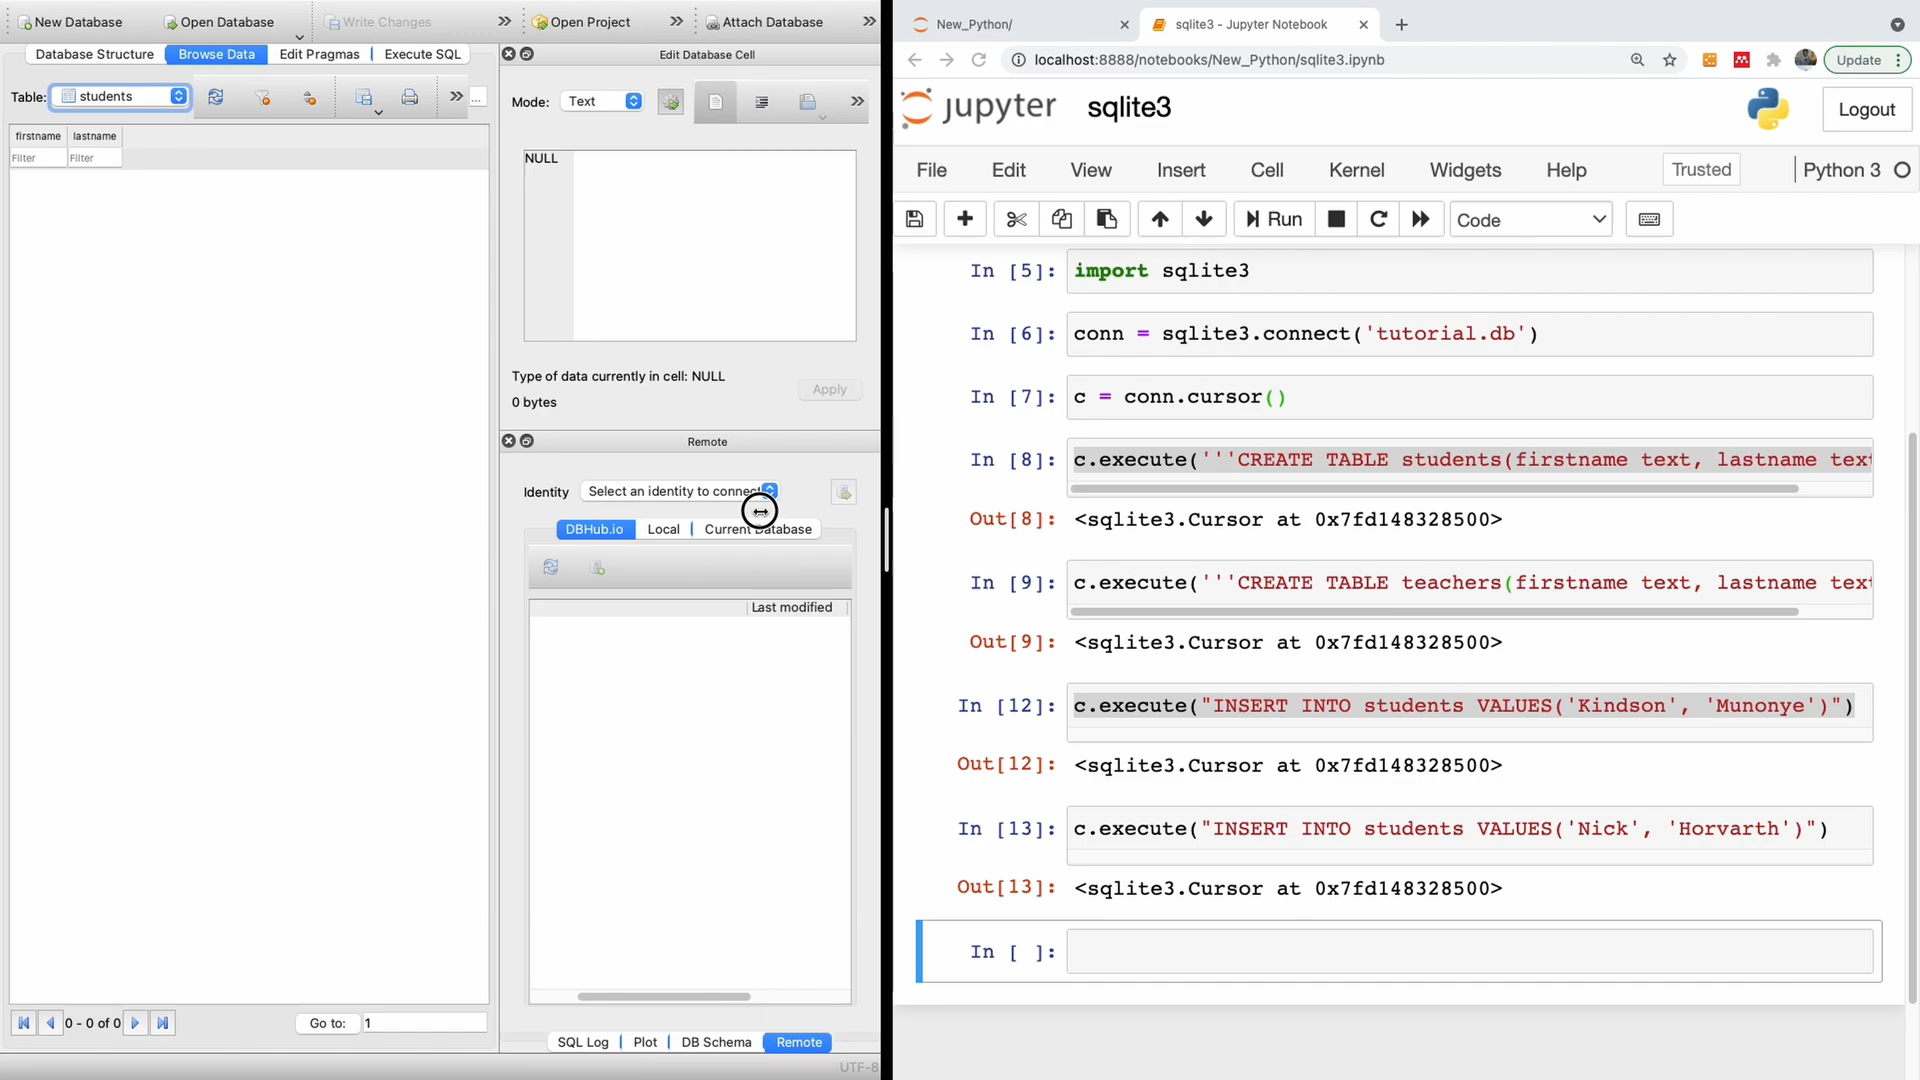 New Database
Open Database
Write Changes
Open Project
Attach Database
Database Structure
Browse Data
Edit Pragmas
Execute SQL
Table:
students
...
firstname
lastname
Filter
Filter
0 - 0 of 0
Go to:
1
Edit Database Cell
Mode:
Text
NULL
Type of data currently in cell: NULL
0 bytes
Apply
Remote
Identity
Select an identity to connect
DBHub.io
Local
Current Database
Last modified
SQL Log
Plot
DB Schema
Remote
UTF-8
New_Python/
sqlite3 - Jupyter Notebook
localhost:8888/notebooks/New_Python/sqlite3.ipynb
Update
jupyter
sqlite3
Logout
File
Edit
View
Insert
Cell
Kernel
Widgets
Help
Trusted
Python 3
Run
Code
In [5]: import sqlite3
In [6]: conn = sqlite3.connect('tutorial.db')
In [7]: c = conn.cursor()
In [8]: c.execute('''CREATE TABLE students(firstname text, lastname text
Out[8]: <sqlite3.Cursor at 0x7fd148328500>
In [9]: c.execute('''CREATE TABLE teachers(firstname text, lastname text
Out[9]: <sqlite3.Cursor at 0x7fd148328500>
In [12]: c.execute("INSERT INTO students VALUES('Kindson', 'Munonye')")
Out[12]: <sqlite3.Cursor at 0x7fd148328500>
In [13]: c.execute("INSERT INTO students VALUES('Nick', 'Horvarth')")
Out[13]: <sqlite3.Cursor at 0x7fd148328500>
In [ ]: